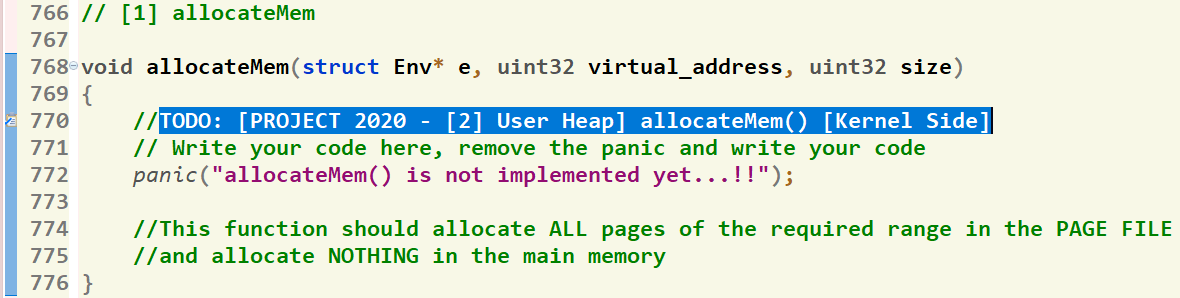 766 // [1] allocateMem
767
768 void allocateMem(struct Env* e, uint32 virtual_address, uint32 size)
769 {
770 //TODO: [PROJECT 2020 - [2] User Heap] allocateMem() [Kernel Side]
771 // Write your code here, remove the panic and write your code
772 panic("allocateMem() is not implemented yet...!!");
773
774 //This function should allocate ALL pages of the required range in the PAGE FILE
775 //and allocate NOTHING in the main memory
776 }